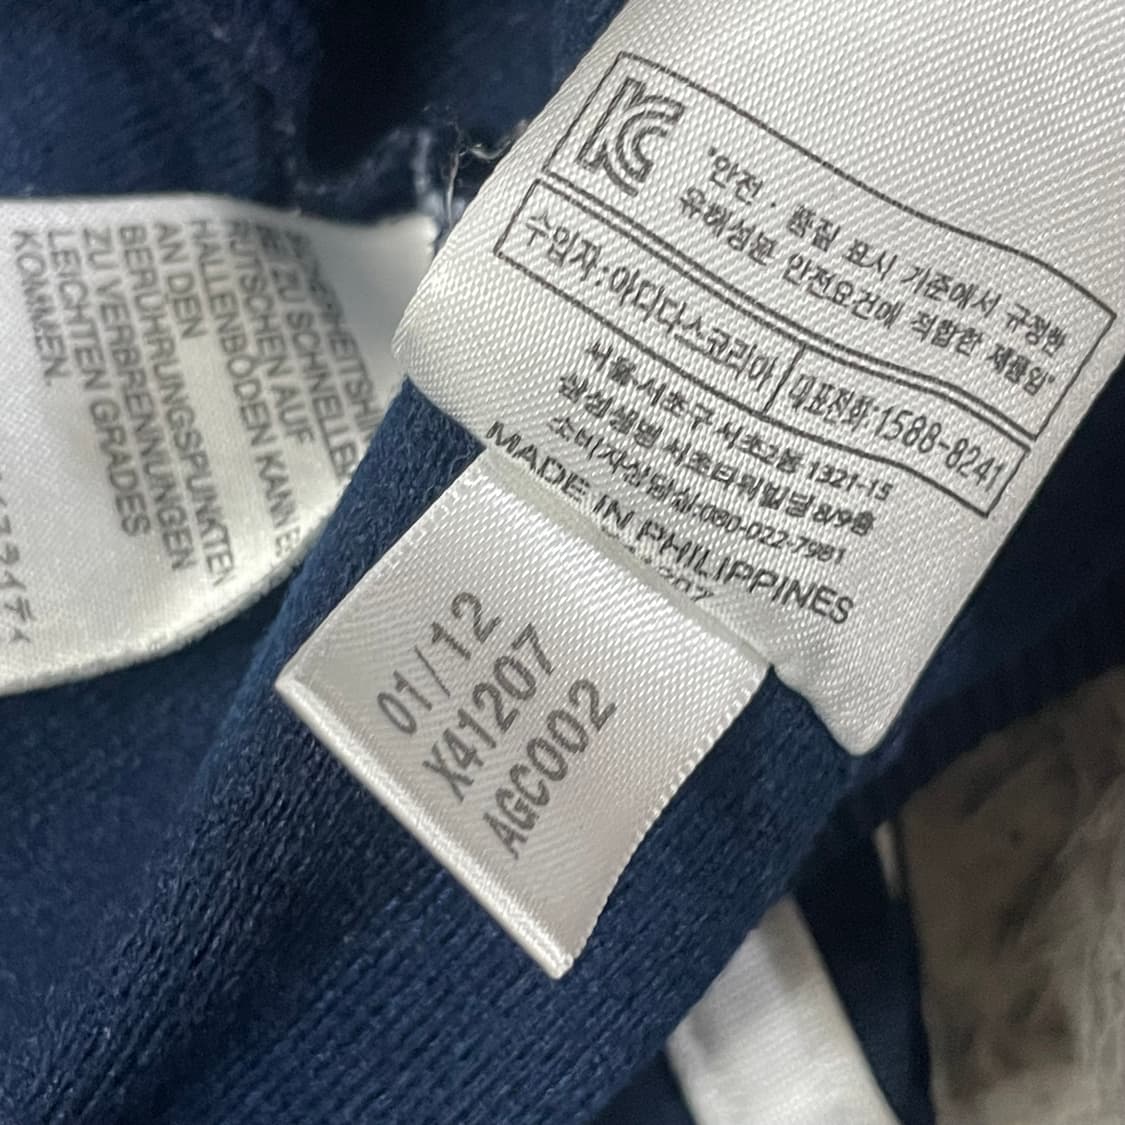 KC
"안전·품질 표시 기준에서 규정한
유해성분 안전요건에 적합한 제품임"
수입자:아디다스코리아
대표전화:1588-8241
서울시 서초구 서초2동 1321-15
삼성생명 서초타워빌딩 8/9층
소비자상담실:080-022-7981
MADE IN PHILIPPINES
01/12
X41207
AGC002
ZU SCHNELLEM
RUTSCHEN AUF
HALLENBÖDEN KANN ES
AN DEN
BERÜHRUNGSPUNKTEN
ZU VERBRENNUNGEN
LEICHTEN GRADES
KOMMEN.